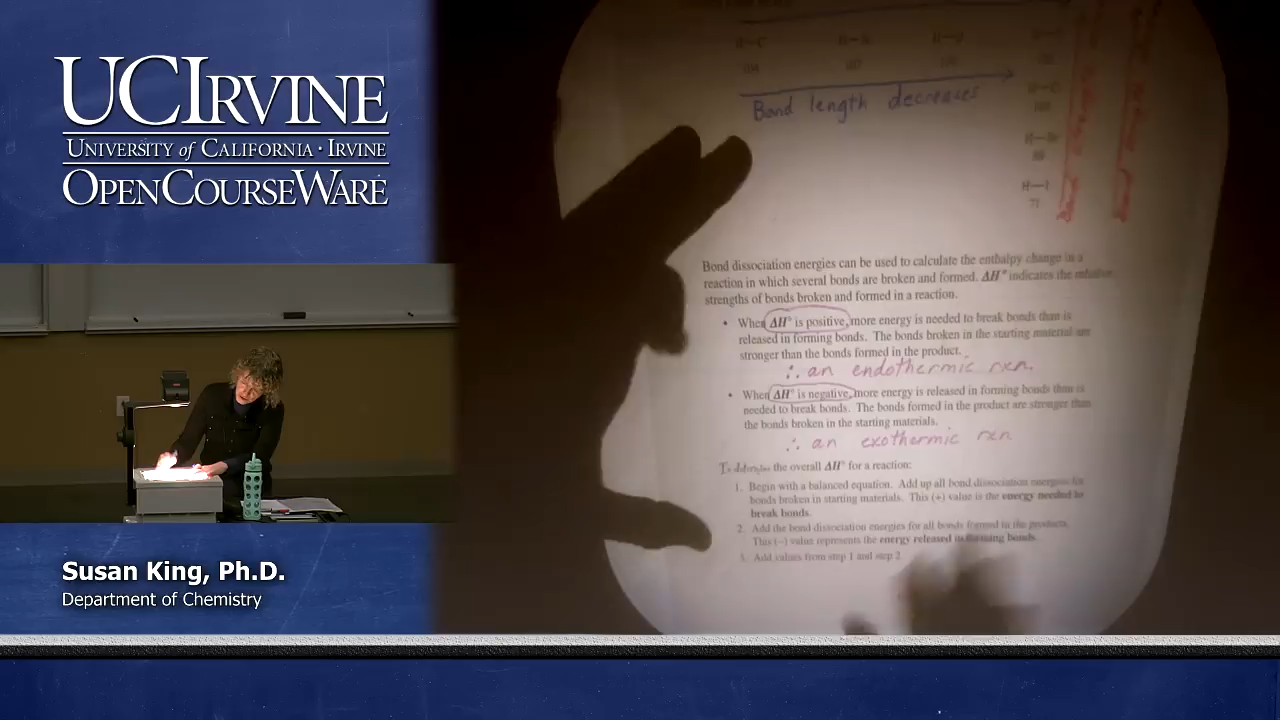 UCIRVINE
UNIVERSITY of CALIFORNIA · IRVINE
OPENCOURSEWARE
Susan King, Ph.D.
Department of Chemistry
Bond length decreases
H—I
71
Bond dissociation energies can be used to calculate the enthalpy change in a
reaction in which several bonds are broken and formed. ΔH° indicates the relative
strengths of bonds broken and formed in a reaction.
• When ΔH° is positive, more energy is needed to break bonds than is
released in forming bonds. The bonds broken in the starting material are
stronger than the bonds formed in the product.
∴ an endothermic rxn.
• When ΔH° is negative, more energy is released in forming bonds than is
needed to break bonds. The bonds formed in the product are stronger than
the bonds broken in the starting materials.
∴ an exothermic rxn
To determine the overall ΔH° for a reaction:
1. Begin with a balanced equation. Add up all bond dissociation energies for
bonds broken in starting materials. This (+) value is the energy needed to
break bonds.
2. Add the bond dissociation energies for all bonds formed in the products.
This (−) value represents the energy released in forming bonds.
3. Add values from step 1 and step 2